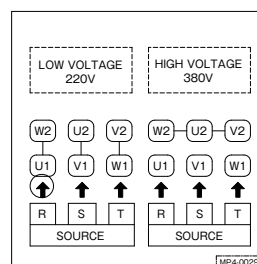 LOW VOLTAGE
220V
HIGH VOLTAGE
380V
W2 U2 V2 W2 U2 V2
U1 V1 W1 U1 V1 W1
R S T R S T
SOURCE SOURCE
MP4-0029